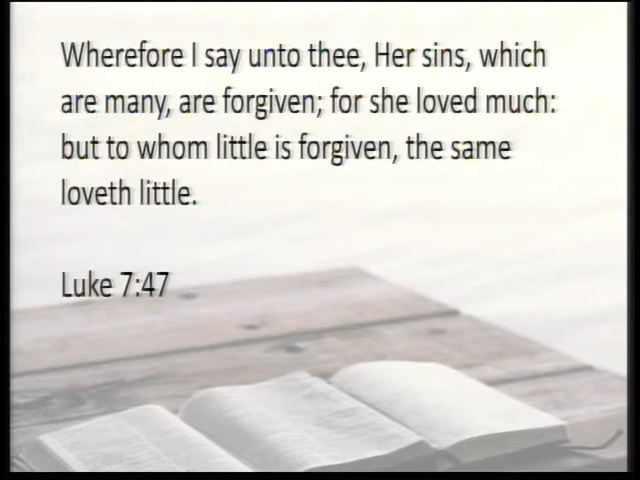 Wherefore I say unto thee, Her sins, which
are many, are forgiven; for she loved much:
but to whom little is forgiven, the same
loveth little.
Luke 7:47